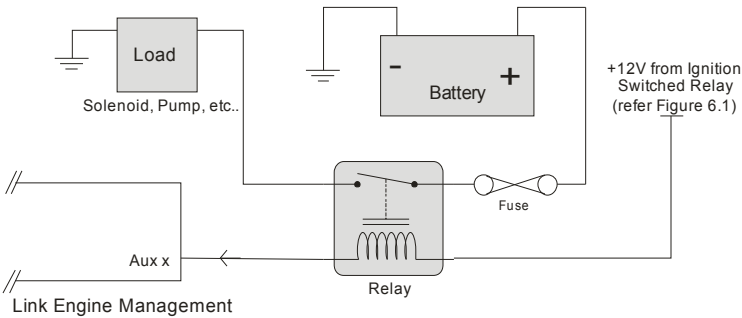 Load
Solenoid, Pump, etc..
-
+
Battery
+12V from Ignition
Switched Relay
(refer Figure 6.1)
Fuse
Aux x
Relay
Link Engine Management